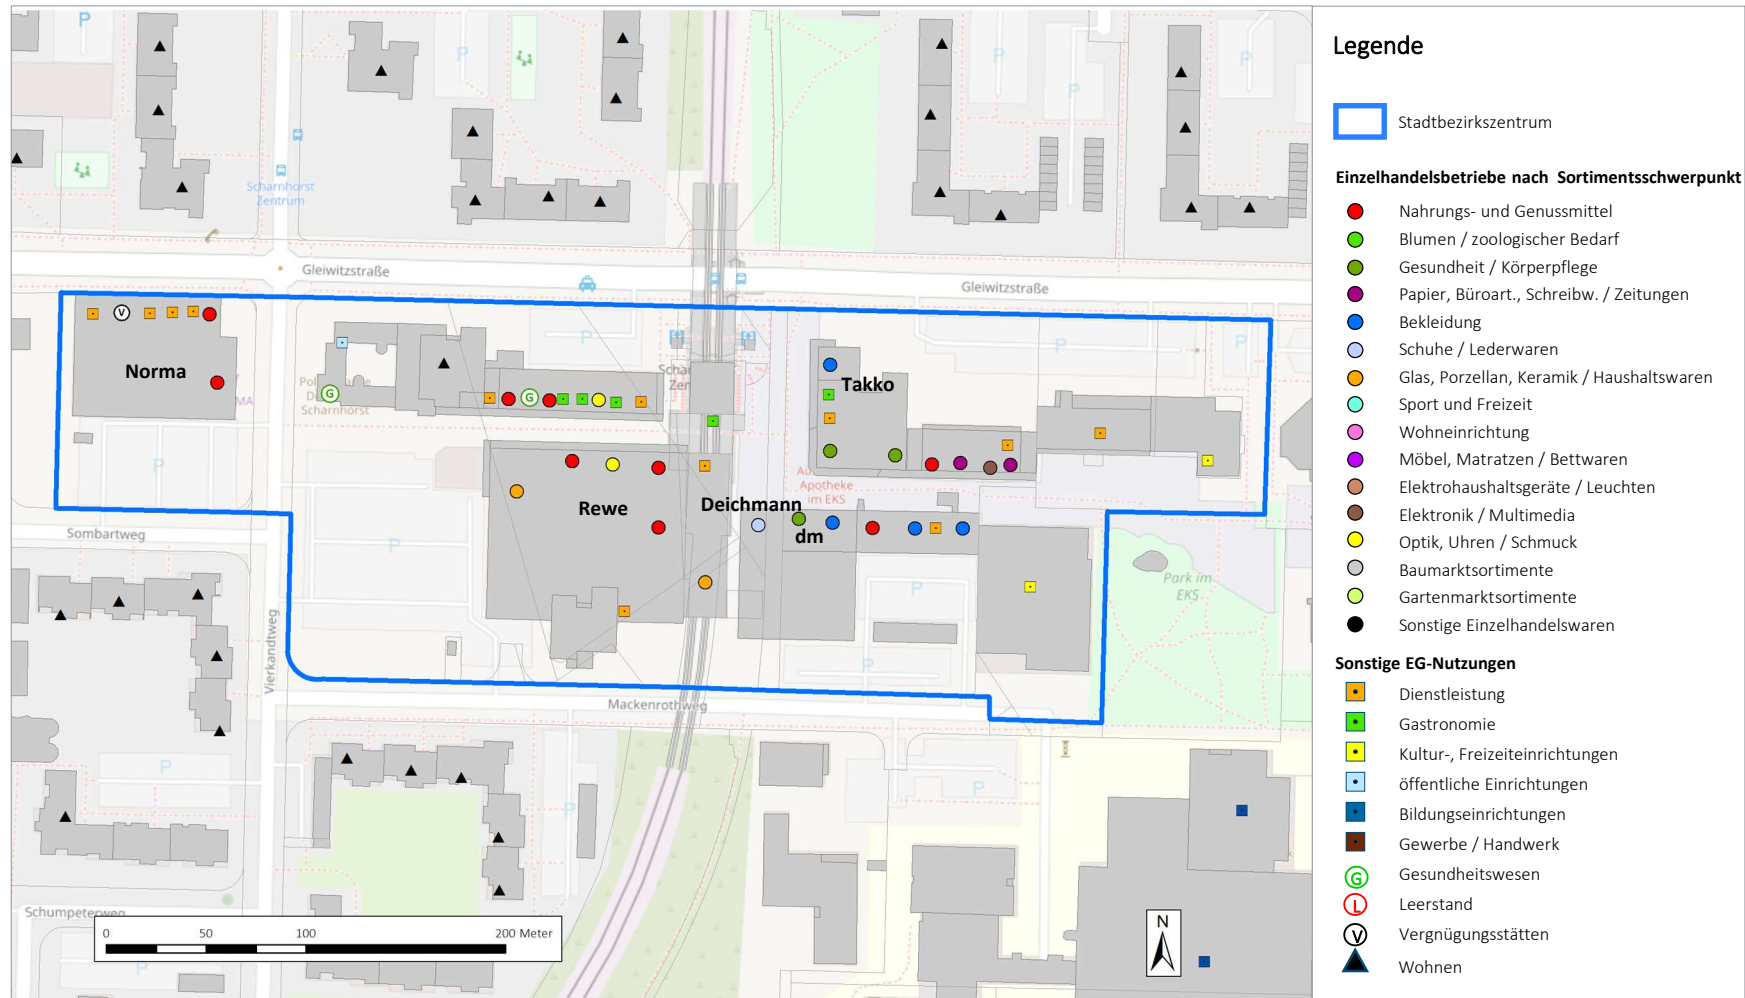 Legende
Stadtbezirkszentrum
Einzelhandelsbetriebe nach Sortimentsschwerpunkt
Nahrungs- und Genussmittel
Blumen / zoologischer Bedarf
Gesundheit / Körperpflege
Papier, Büroart., Schreibw. / Zeitungen
Bekleidung
Schuhe / Lederwaren
Glas, Porzellan, Keramik / Haushaltswaren
Sport und Freizeit
Wohneinrichtung
Möbel, Matratzen / Bettwaren
Elektrohaushaltsgeräte / Leuchten
Elektronik / Multimedia
Optik, Uhren / Schmuck
Baumarktsortimente
Gartenmarktsortimente
Sonstige Einzelhandelswaren
Sonstige EG-Nutzungen
Dienstleistung
Gastronomie
Kultur-, Freizeiteinrichtungen
öffentliche Einrichtungen
Bildungseinrichtungen
Gewerbe / Handwerk
G Gesundheitswesen
L Leerstand
V Vergnügungsstätten
Wohnen
Scharnhorst
Zentrum
Gleiwitzstraße
Gleiwitzstraße
Norma
Takko
Scharnhorst
Rewe
Deichmann
dm
Apotheke
im EKS
Park im
EKS
Sombartweg
Vierkandtweg
Mackenrothweg
Schumpeterweg
0 50 100 200 Meter
N